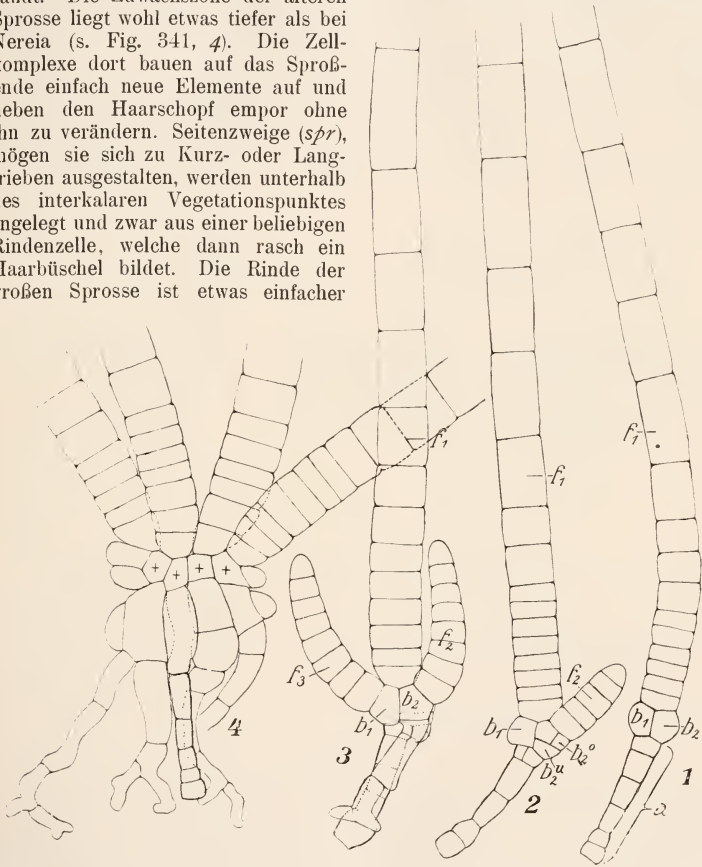 Sprosse liegt wohl etwas tiefer als bei
Nereia (s. Fig. 341, 4). Die Zell-
komplexe dort bauen auf das Sproß-
ende einfach neue Elemente auf und
heben den Haarschopf empor ohne
ihn zu verändern. Seitenzweige (spr),
mögen sie sich zu Kurz- oder Lang-
trieben ausgestalten, werden unterhalb
des interkalaren Vegetationspunktes
angelegt und zwar aus einer beliebigen
Rindenzelle, welche dann rasch ein
Haarbüschel bildet. Die Rinde der
großen Sprosse ist etwas einfacher
+ + + +
4
f1
f3
f2
b1
b2
3
f1
f2
b1
b2o
b2u
2
f1
b1
b2
a
1